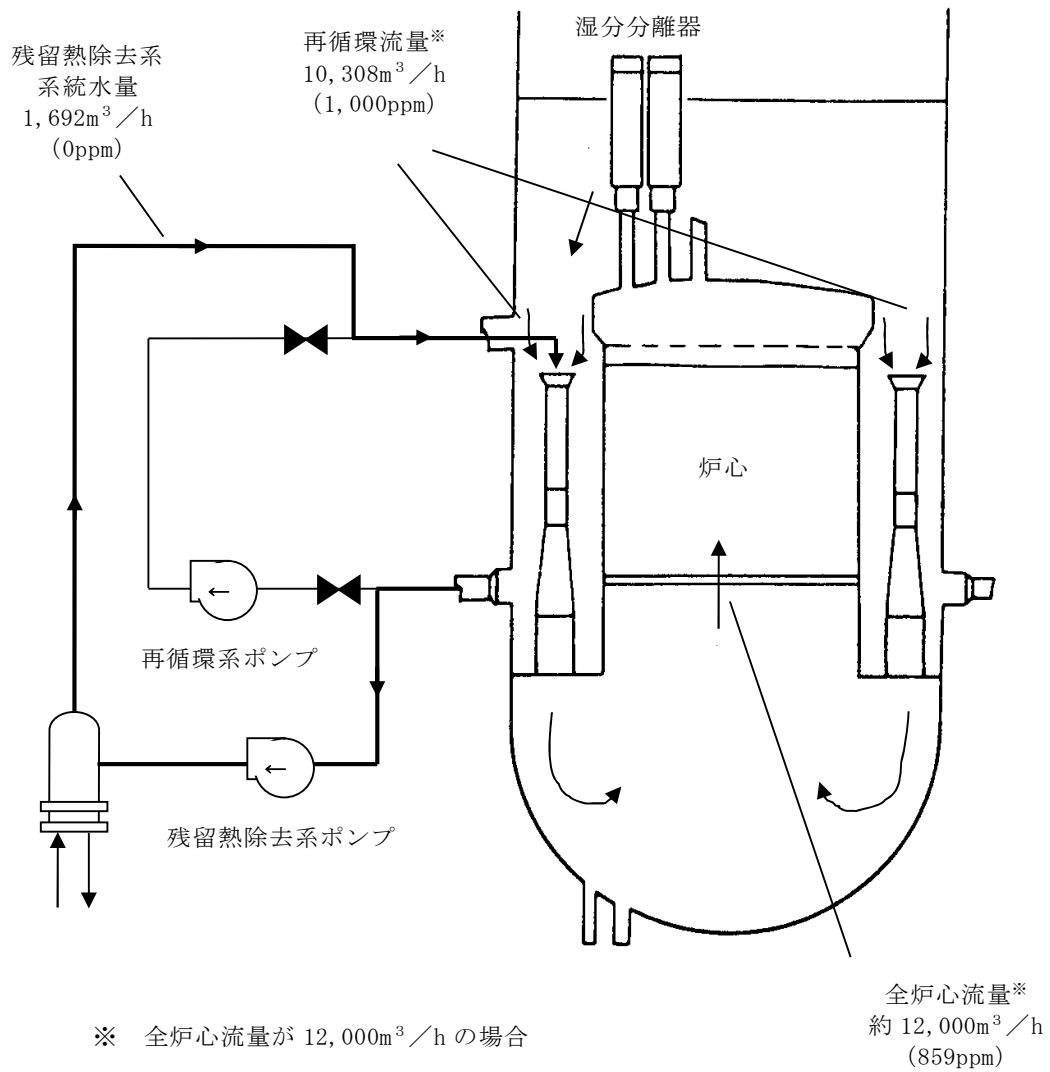 残留熱除去系
系統水量
1,692m³／h
(0ppm)
再循環流量※
10,308m³／h
(1,000ppm)
湿分分離器
炉心
再循環系ポンプ
残留熱除去系ポンプ
全炉心流量※
約 12,000m³／h
(859ppm)
※　全炉心流量が 12,000m³／h の場合